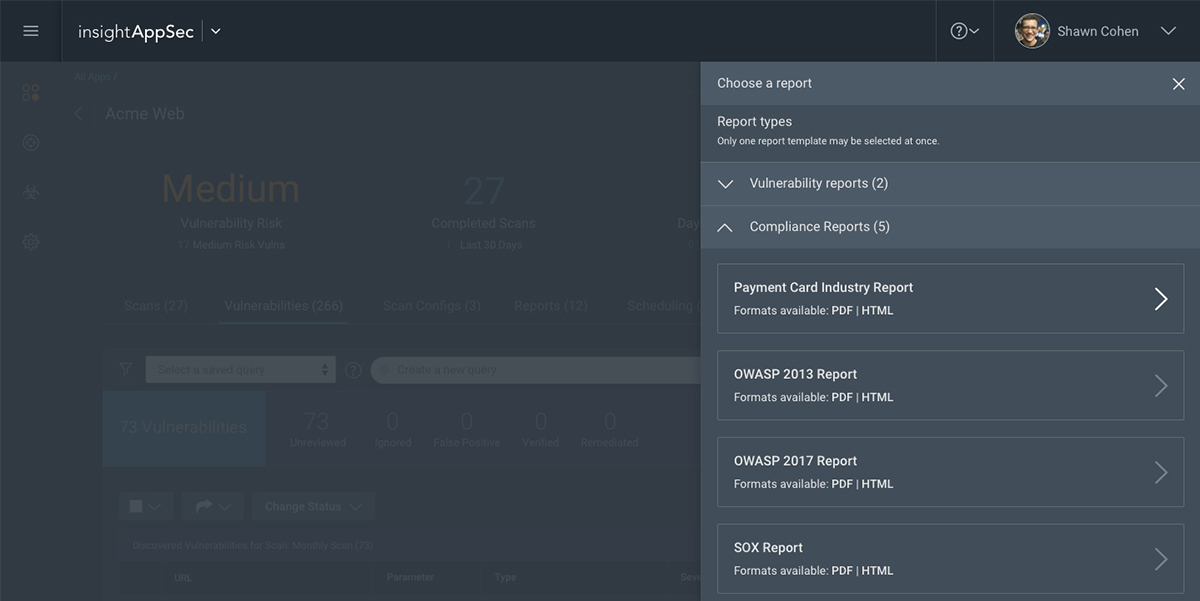 insightAppSec
Shawn Cohen
All Apps /
Acme Web
Medium
Vulnerability Risk
17 Medium Risk Vulns
27
Completed Scans
Last 30 Days
Scans (27)
Vulnerabilities (266)
Scan Configs (3)
Reports (12)
Scheduling
Select a saved query
Create a new query
73 Vulnerabilities
73
Unreviewed
0
Ignored
0
False Positive
0
Verified
0
Remediated
Change Status
Discovered Vulnerabilities for Scan: Monthly Scan (73)
URL
Parameter
Type
Choose a report
Report types
Only one report template may be selected at once.
Vulnerability reports (2)
Compliance Reports (5)
Payment Card Industry Report
Formats available: PDF | HTML
OWASP 2013 Report
Formats available: PDF | HTML
OWASP 2017 Report
Formats available: PDF | HTML
SOX Report
Formats available: PDF | HTML